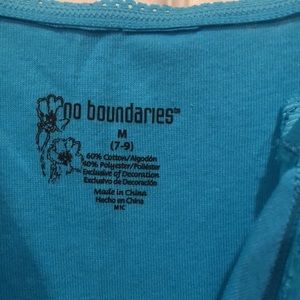 no boundaries™
M
(7-9)
60% Cotton/Algodón
40% Polyester/Poliéster
Exclusive of Decoration
Exclusivo de Decoración
Made in China
Hecho en China